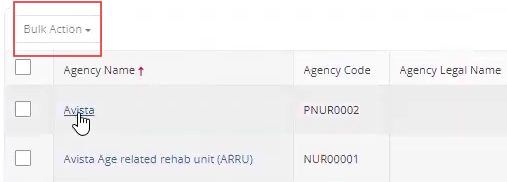 Bulk Action
Agency Name Agency Code Agency Legal Name
Avista PNUR0002
Avista Age related rehab unit (ARRU) NUR00001